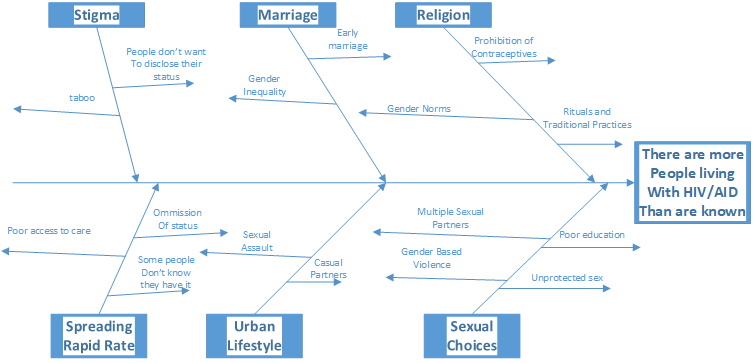 Stigma
Marriage
Religion
People don't want
To disclose their
status
taboo
Early
marriage
Gender
Inequality
Prohibition of
Contraceptives
Gender Norms
Rituals and
Traditional Practices
There are more
People living
With HIV/AID
Than are known
Poor access to care
Ommission
Of status
Some people
Don't know
they have it
Sexual
Assault
Casual
Partners
Multiple Sexual
Partners
Gender Based
Violence
Poor education
Unprotected sex
Spreading
Rapid Rate
Urban
Lifestyle
Sexual
Choices